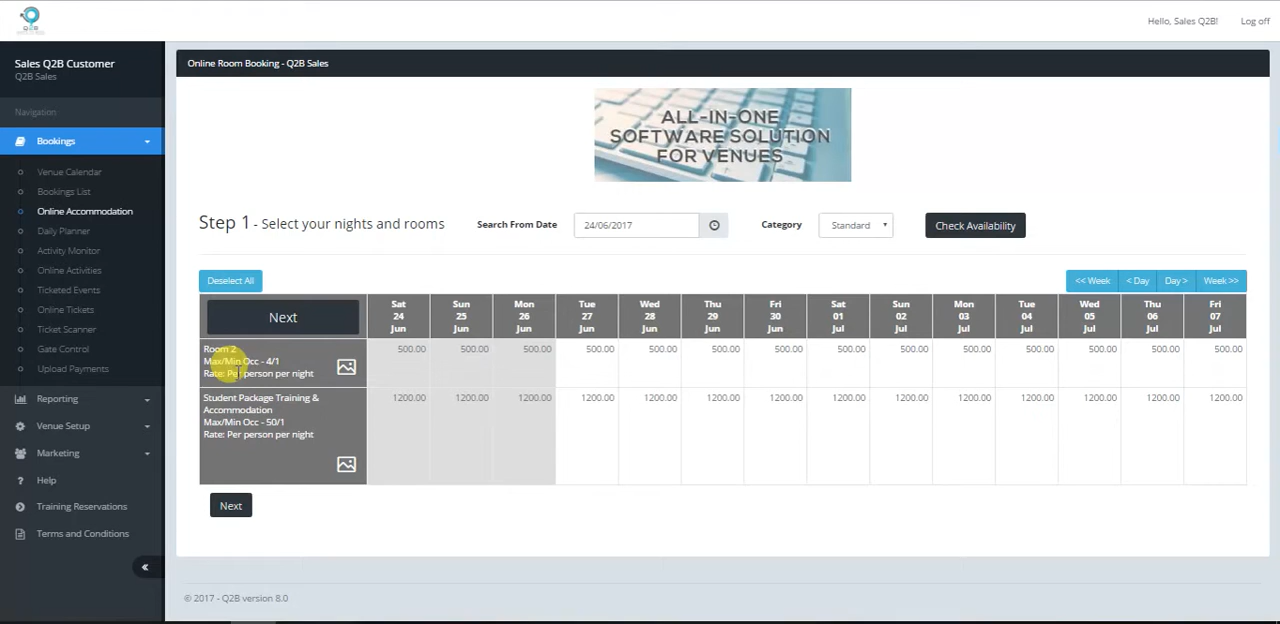 Q2B
Hello, Sales Q2B!
Log off
Sales Q2B Customer
Q2B Sales
Navigation
Bookings
Venue Calendar
Bookings List
Online Accommodation
Daily Planner
Activity Monitor
Online Activities
Ticketed Events
Online Tickets
Ticket Scanner
Gate Control
Upload Payments
Reporting
Venue Setup
Marketing
Help
Training Reservations
Terms and Conditions
Online Room Booking - Q2B Sales
ALL-IN-ONE
SOFTWARE SOLUTION
FOR VENUES
Step 1 - Select your nights and rooms
Search From Date
24/06/2017
Category
Standard
Check Availability
Deselect All
<< Week
< Day
Day >
Week>>
Next
Sat 24 Jun
Sun 25 Jun
Mon 26 Jun
Tue 27 Jun
Wed 28 Jun
Thu 29 Jun
Fri 30 Jun
Sat 01 Jul
Sun 02 Jul
Mon 03 Jul
Tue 04 Jul
Wed 05 Jul
Thu 06 Jul
Fri 07 Jul
Room 2
Max/Min Occ - 4/1
Rate: Per person per night
500.00 500.00 500.00 500.00 500.00 500.00 500.00 500.00 500.00 500.00 500.00 500.00 500.00 500.00
Student Package Training &
Accommodation
Max/Min Occ - 50/1
Rate: Per person per night
1200.00 1200.00 1200.00 1200.00 1200.00 1200.00 1200.00 1200.00 1200.00 1200.00 1200.00 1200.00 1200.00 1200.00
Next
© 2017 - Q2B version 8.0